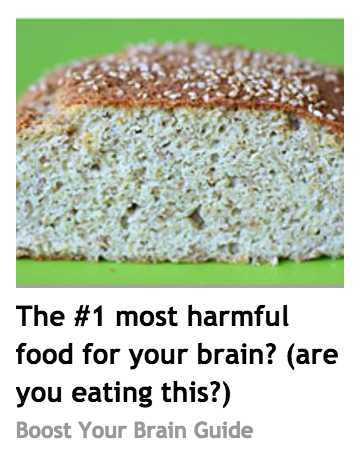 The #1 most harmful
food for your brain? (are
you eating this?)
Boost Your Brain Guide